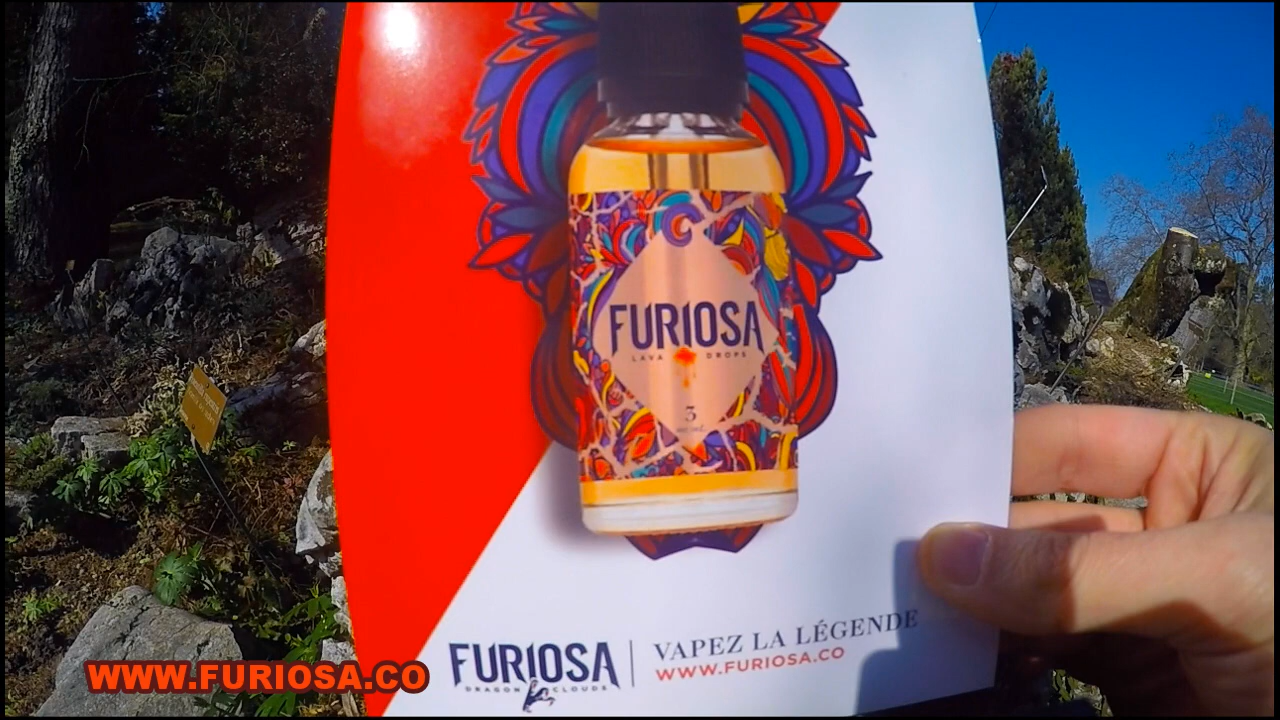 FURIOSA
LAVA DROPS
3
FURIOSA
DRAGON CLOUDS
VAPEZ LA LÉGENDE
WWW.FURIOSA.CO
WWW.FURIOSA.CO